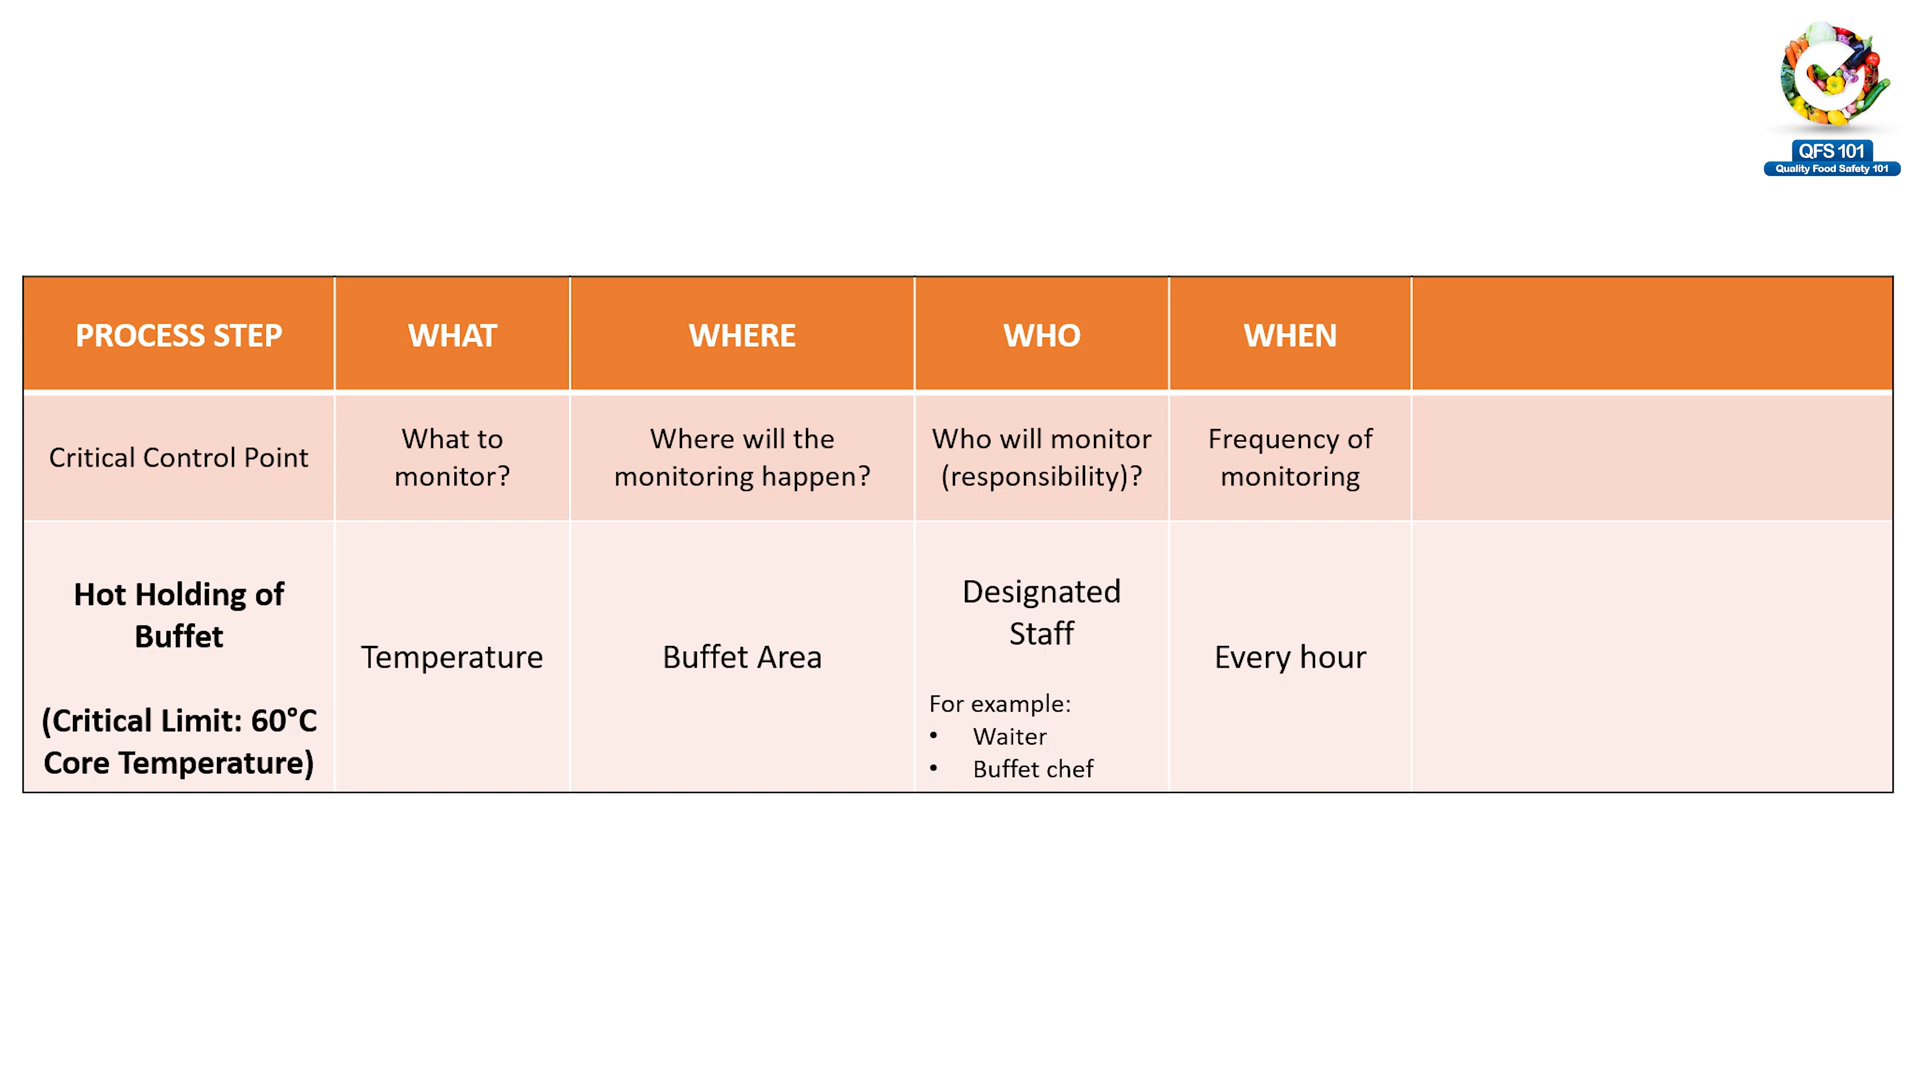 QFS 101
Quality Food Safety 101
PROCESS STEP
WHAT
WHERE
WHO
WHEN
Critical Control Point
What to
monitor?
Where will the
monitoring happen?
Who will monitor
(responsibility)?
Frequency of
monitoring
Hot Holding of
Buffet
(Critical Limit: 60°C
Core Temperature)
Temperature
Buffet Area
Designated
Staff
For example:
• Waiter
• Buffet chef
Every hour